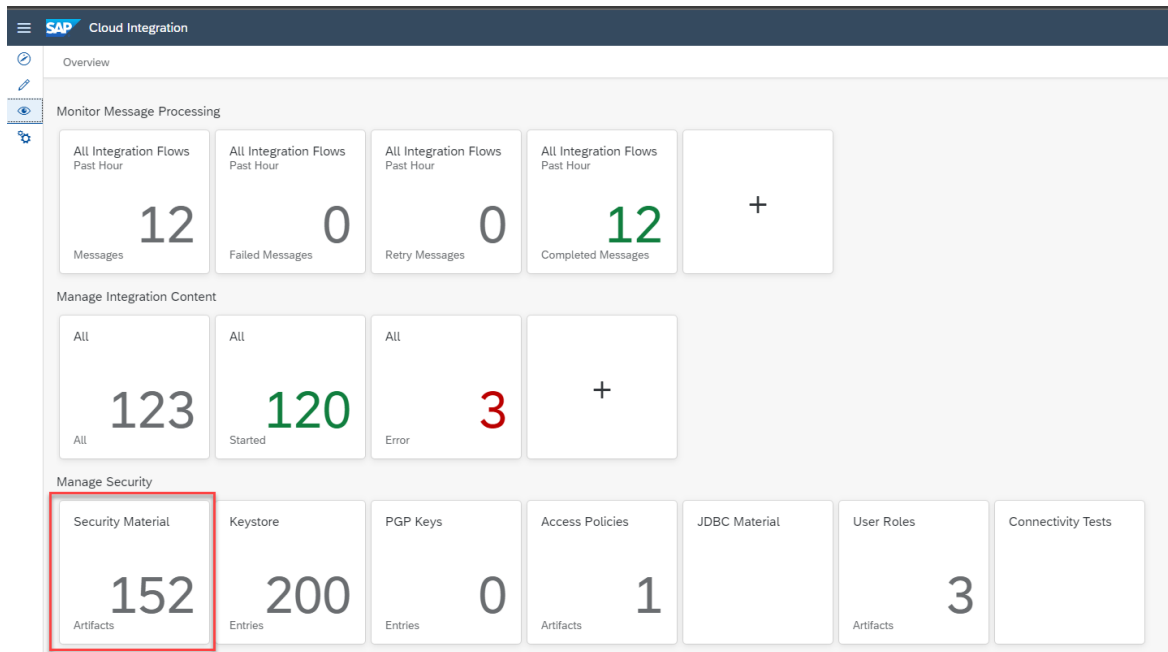 SAP Cloud Integration
Overview
Monitor Message Processing
All Integration Flows
Past Hour
12
Messages
All Integration Flows
Past Hour
0
Failed Messages
All Integration Flows
Past Hour
0
Retry Messages
All Integration Flows
Past Hour
12
Completed Messages
+
Manage Integration Content
All
123
All
All
120
Started
All
3
Error
+
Manage Security
Security Material
152
Artifacts
Keystore
200
Entries
PGP Keys
0
Entries
Access Policies
1
Artifacts
JDBC Material
User Roles
3
Artifacts
Connectivity Tests